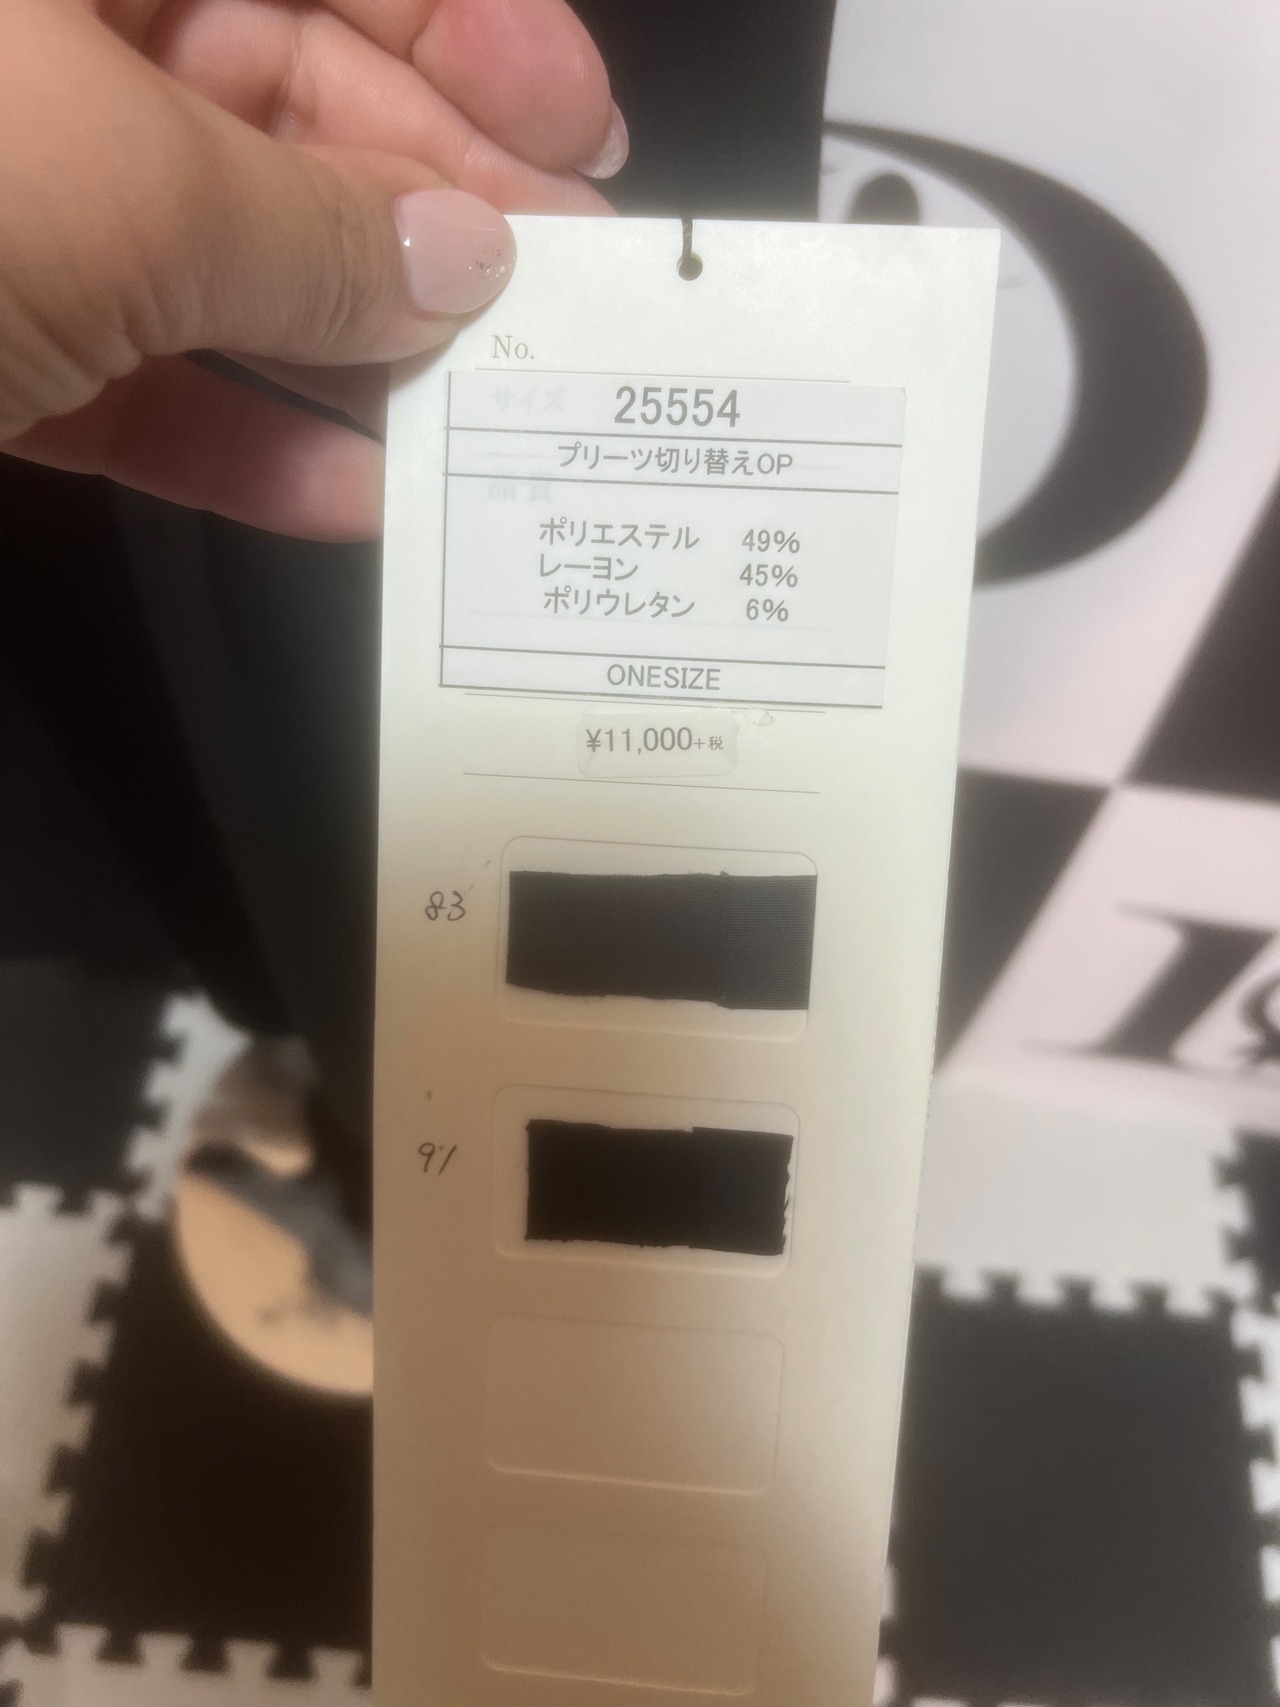 No.
サイズ
25554
プリーツ切り替えOP
品質
ポリエステル 49%
レーヨン 45%
ポリウレタン 6%
ONESIZE
¥11,000+税
83
91